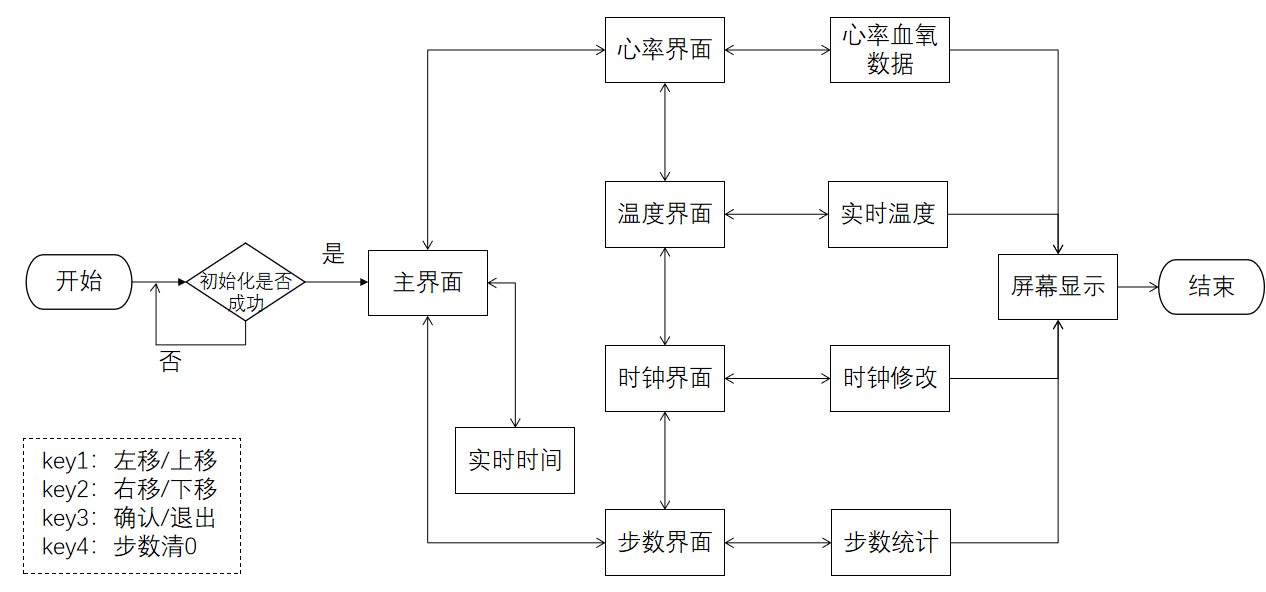 心率界面
心率血氧
数据
温度界面
实时温度
是
开始
初始化是否
成功
主界面
屏幕显示
结束
否
时钟界面
时钟修改
实时时间
key1：左移/上移
key2：右移/下移
key3：确认/退出
key4：步数清0
步数界面
步数统计